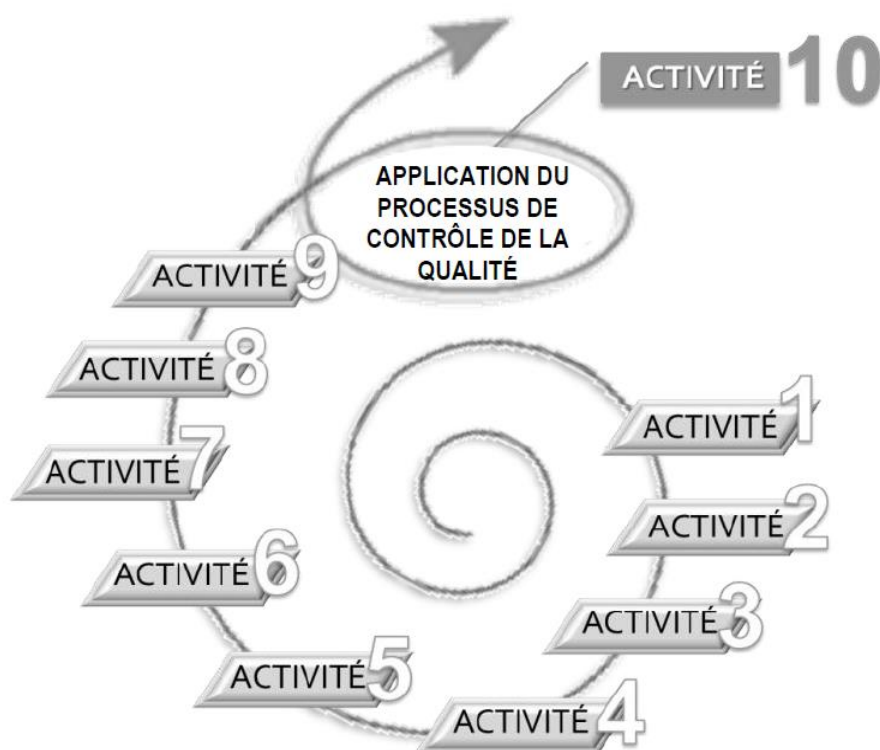 ACTIVITÉ 10
APPLICATION DU
PROCESSUS DE
CONTRÔLE DE LA
QUALITÉ
ACTIVITÉ 9
ACTIVITÉ 8
ACTIVITÉ 7
ACTIVITÉ 6
ACTIVITÉ 5
ACTIVITÉ 4
ACTIVITÉ 3
ACTIVITÉ 2
ACTIVITÉ 1